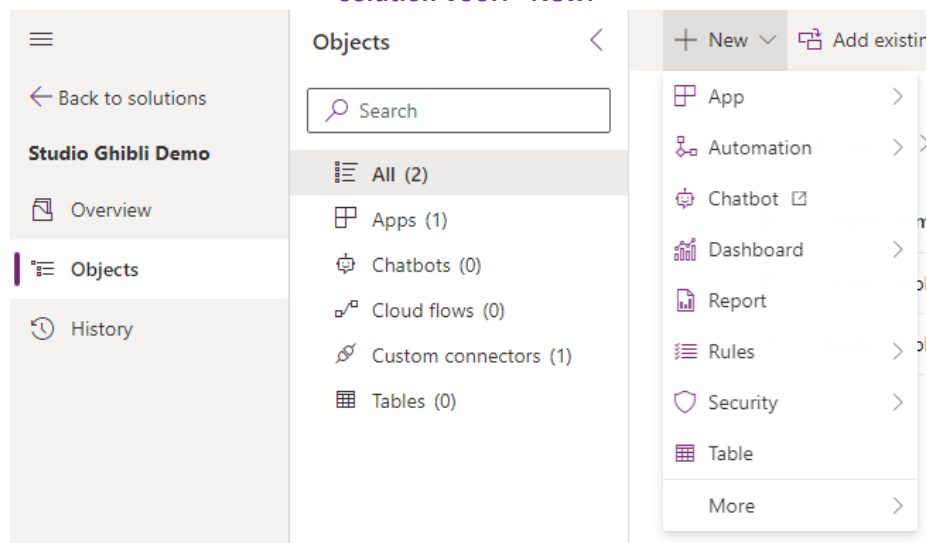 Objects
New
Add existin
Back to solutions
Search
Studio Ghibli Demo
Overview
Objects
History
All (2)
Apps (1)
Chatbots (0)
Cloud flows (0)
Custom connectors (1)
Tables (0)
App
Automation
Chatbot
Dashboard
Report
Rules
Security
Table
More